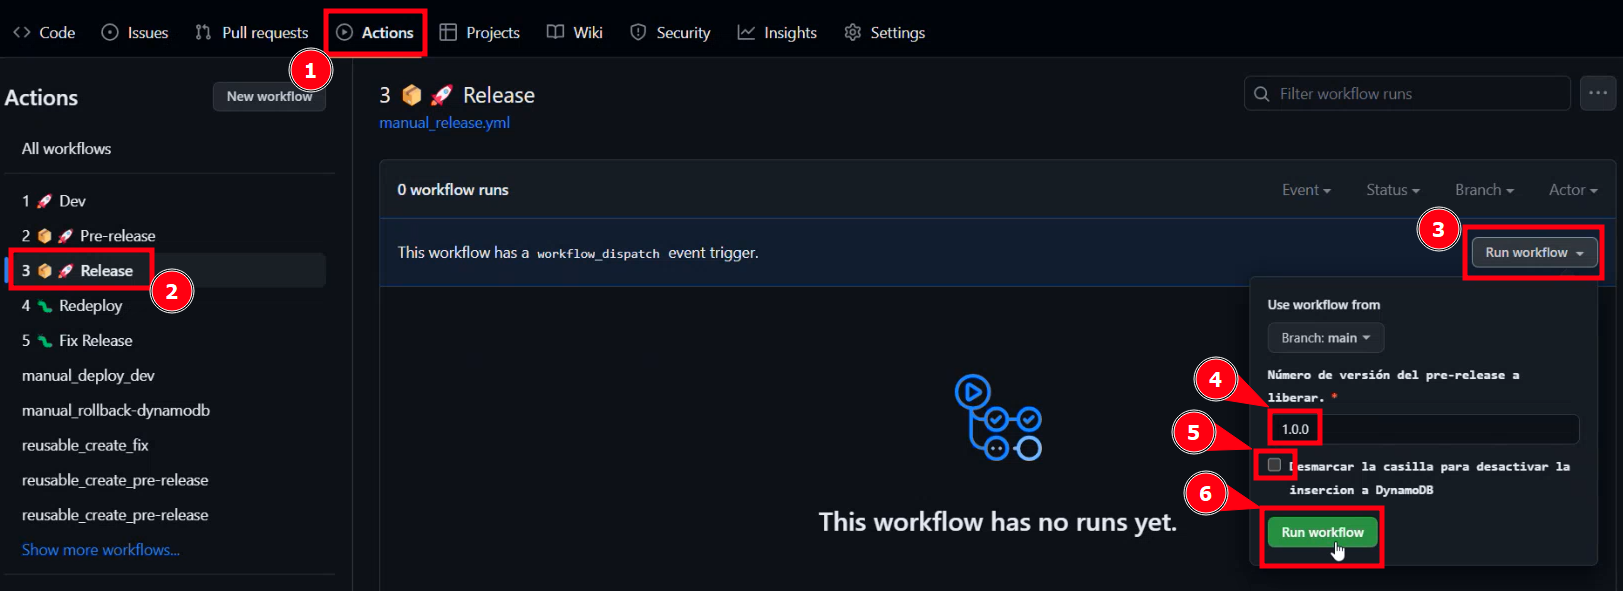 Code Issues Pull requests Actions Projects Wiki Security Insights Settings
1
Actions
New workflow
All workflows
1 🚀 Dev
2 📦 🚀 Pre-release
3 📦 🚀 Release
2
4 🐛 Redeploy
5 🐛 Fix Release
manual_deploy_dev
manual_rollback-dynamodb
reusable_create_fix
reusable_create_pre-release
reusable_create_pre-release
Show more workflows...
3 📦 🚀 Release
manual_release.yml
Filter workflow runs
0 workflow runs
Event Status Branch Actor
3
This workflow has a workflow_dispatch event trigger.
Run workflow
Use workflow from
Branch: main
Número de versión del pre-release a
liberar. *
4
1.0.0
5
Desmarcar la casilla para desactivar la
insercion a DynamoDB
6
Run workflow
This workflow has no runs yet.